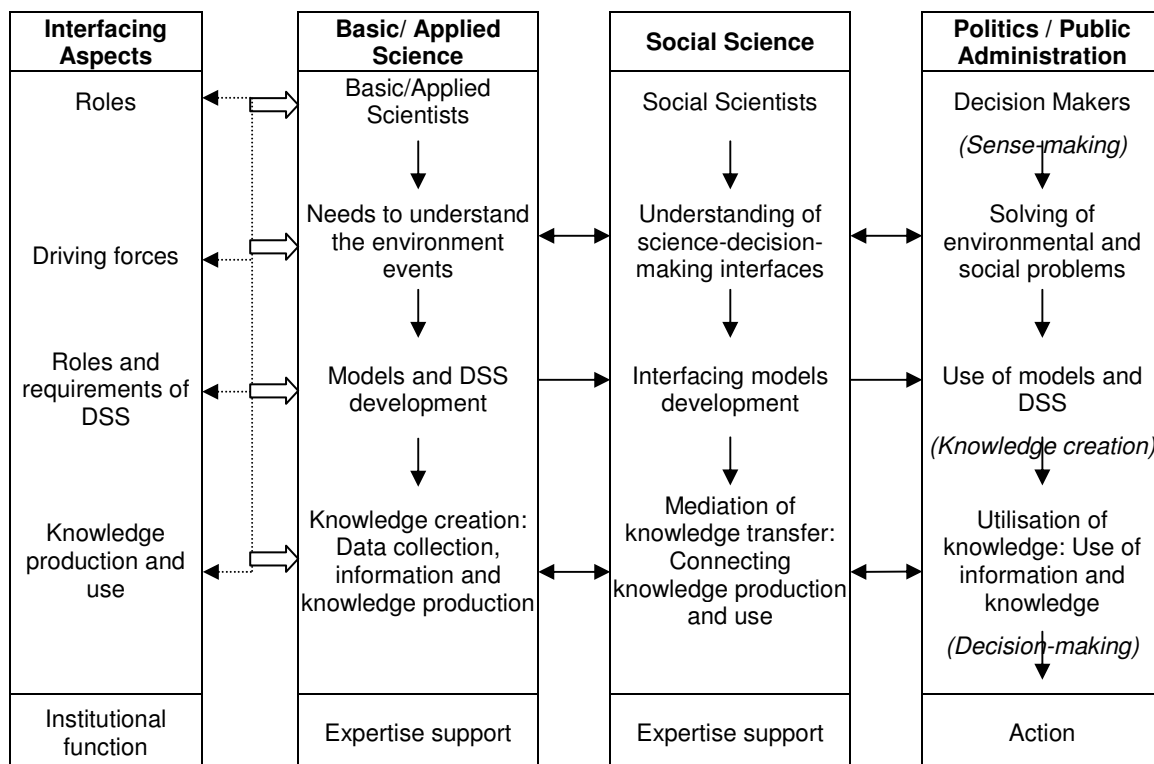 Interfacing
Aspects
Roles
Driving forces
Roles and
requirements of
DSS
Knowledge
production and
use
Institutional
function
Basic/ Applied
Science
Basic/Applied
Scientists
Needs to understand
the environment
events
Models and DSS
development
Knowledge creation:
Data collection,
information and
knowledge production
Expertise support
Social Science
Social Scientists
Understanding of
science-decision-
making interfaces
Interfacing models
development
Mediation of
knowledge transfer:
Connecting
knowledge production
and use
Expertise support
Politics / Public
Administration
Decision Makers
(Sense-making)
Solving of
environmental and
social problems
Use of models and
DSS
(Knowledge creation)
Utilisation of
knowledge: Use of
information and
knowledge
(Decision-making)
Action